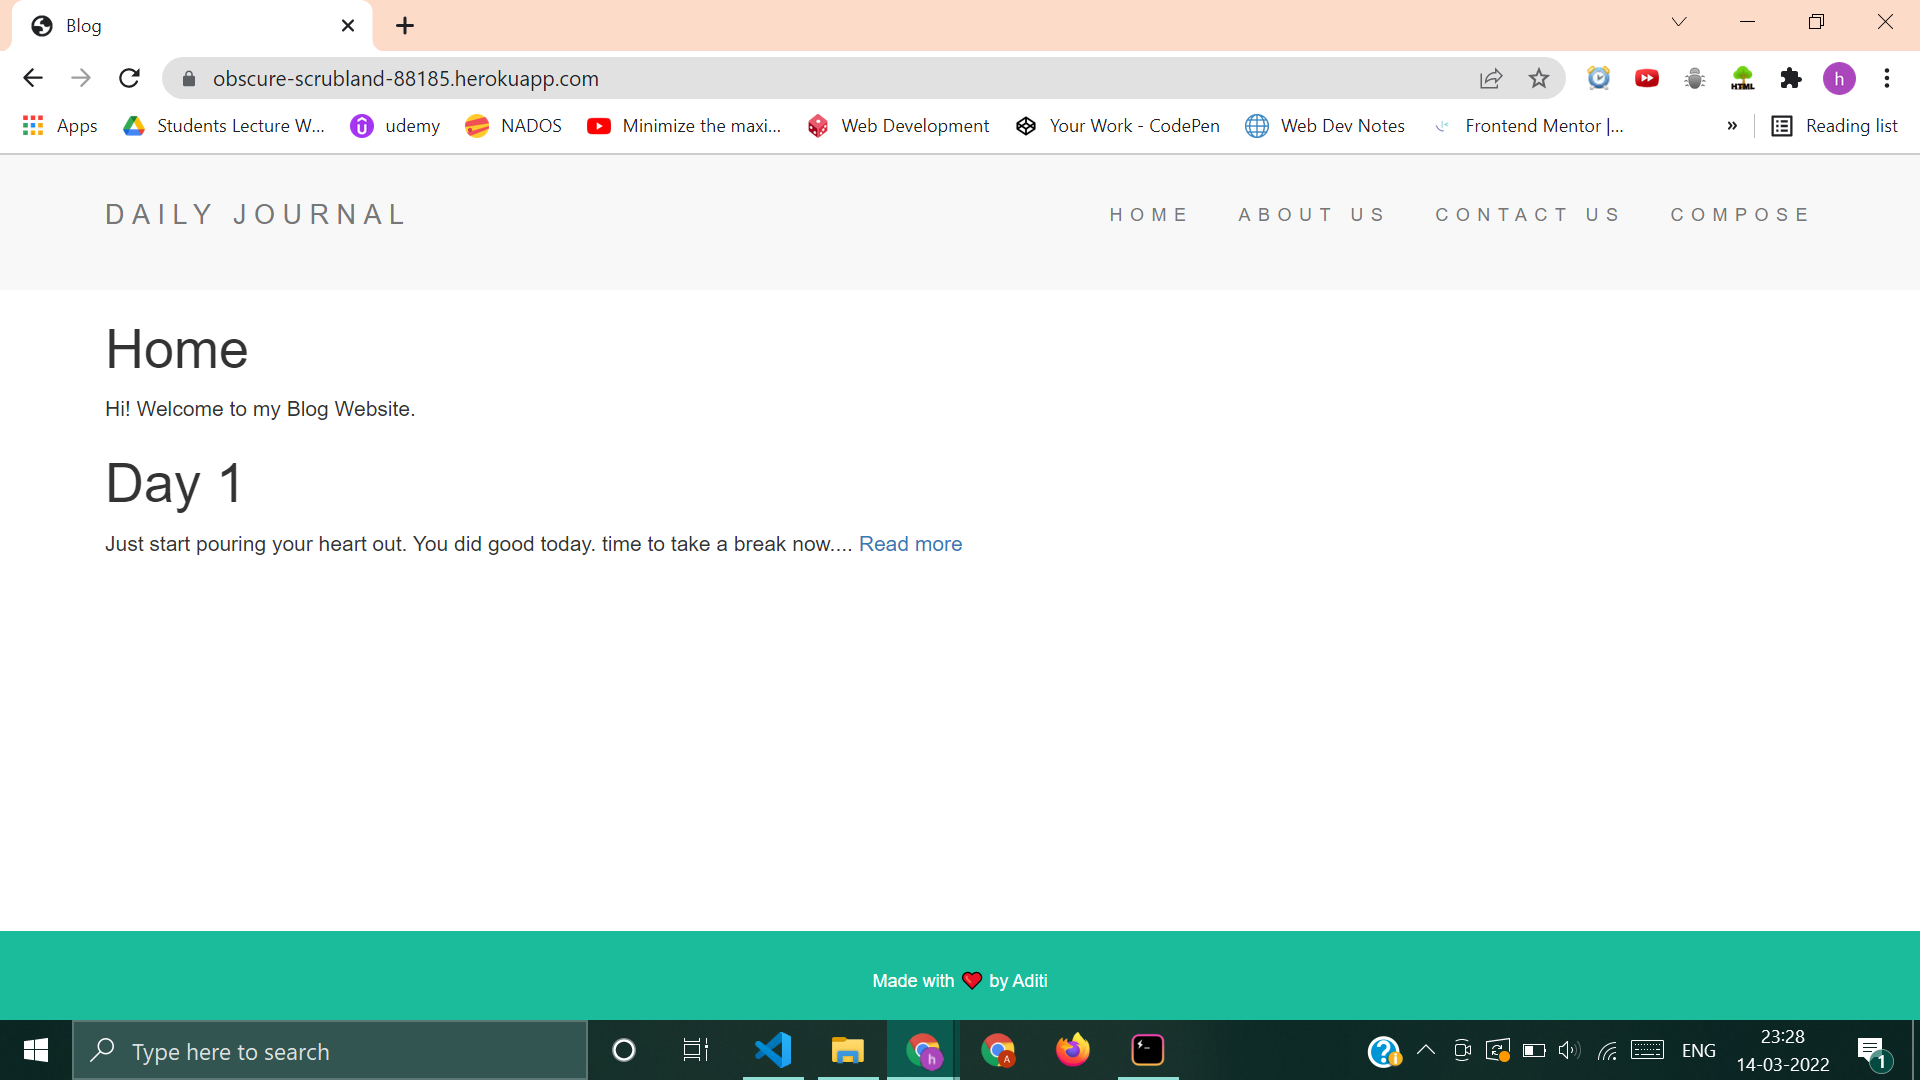 Blog
obscure-scrubland-88185.herokuapp.com
h
Apps Students Lecture W... udemy NADOS Minimize the maxi... Web Development Your Work - CodePen Web Dev Notes Frontend Mentor |... » Reading list
DAILY JOURNAL HOME ABOUT US CONTACT US COMPOSE
Home
Hi! Welcome to my Blog Website.
Day 1
Just start pouring your heart out. You did good today. time to take a break now.... Read more
Made with ❤ by Aditi
Type here to search
h
A
ENG
23:28
14-03-2022
1